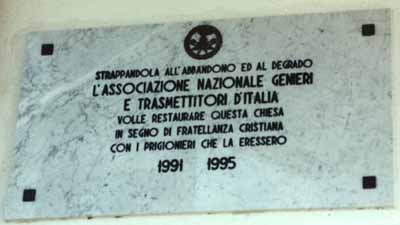 STRAPPANDOLA ALL'ABBANDONO ED AL DEGRADO
L'ASSOCIAZIONE NAZIONALE GENIERI
E TRASMETTITORI D'ITALIA
VOLLE RESTAURARE QUESTA CHIESA
IN SEGNO DI FRATELLANZA CRISTIANA
CON I PRIGIONIERI CHE LA ERESSERO
1991 1995